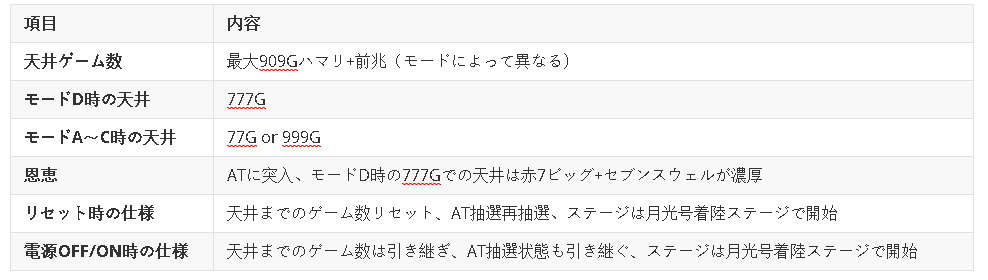 項目 内容
天井ゲーム数 最大909Gハマリ+前兆（モードによって異なる）
モードD時の天井 777G
モードA～C時の天井 77G or 999G
恩恵 ATに突入、モードD時の777Gでの天井は赤7ビッグ+セブンスウェルが濃厚
リセット時の仕様 天井までのゲーム数リセット、AT抽選再抽選、ステージは月光号着陸ステージで開始
電源OFF/ON時の仕様 天井までのゲーム数は引き継ぎ、AT抽選状態も引き継ぐ、ステージは月光号着陸ステージで開始